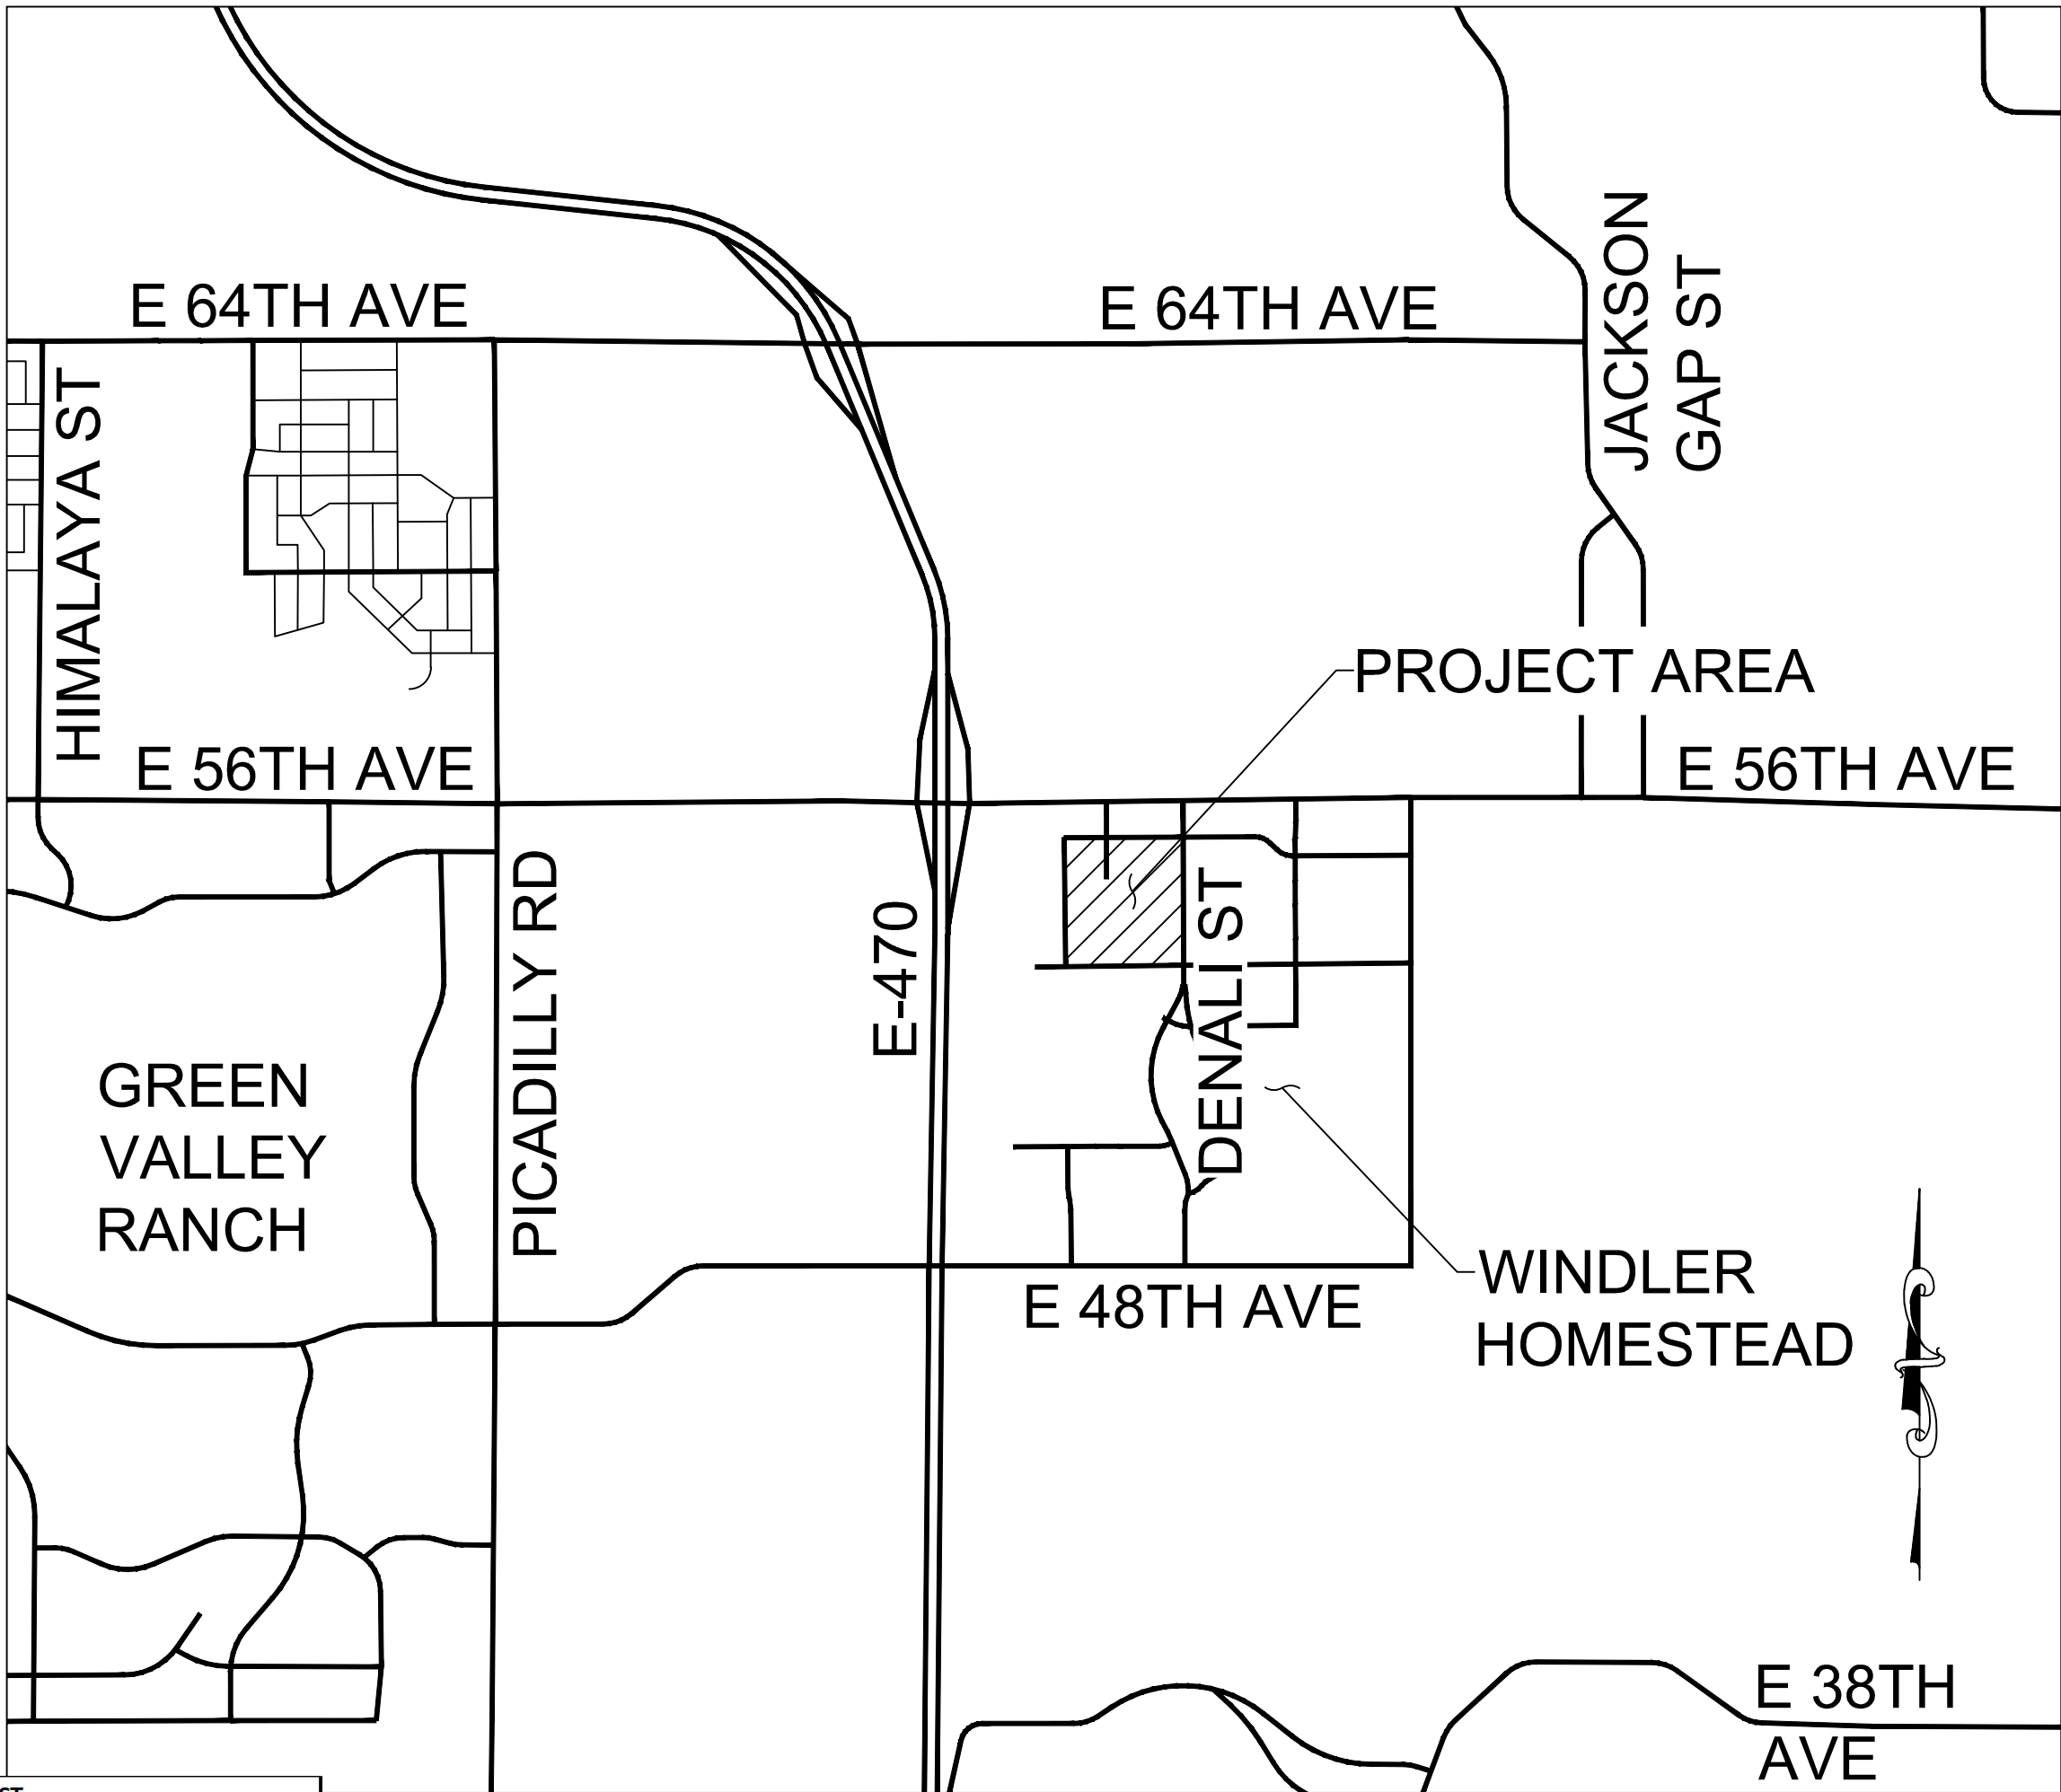 E 64TH AVE
E 64TH AVE
JACKSON
GAP ST
HIMALAYA ST
PROJECT AREA
E 56TH AVE
E 56TH AVE
PICADILLY RD
E-470
DENALI ST
GREEN
VALLEY
RANCH
E 48TH AVE
WINDLER
HOMESTEAD
E 38TH
AVE